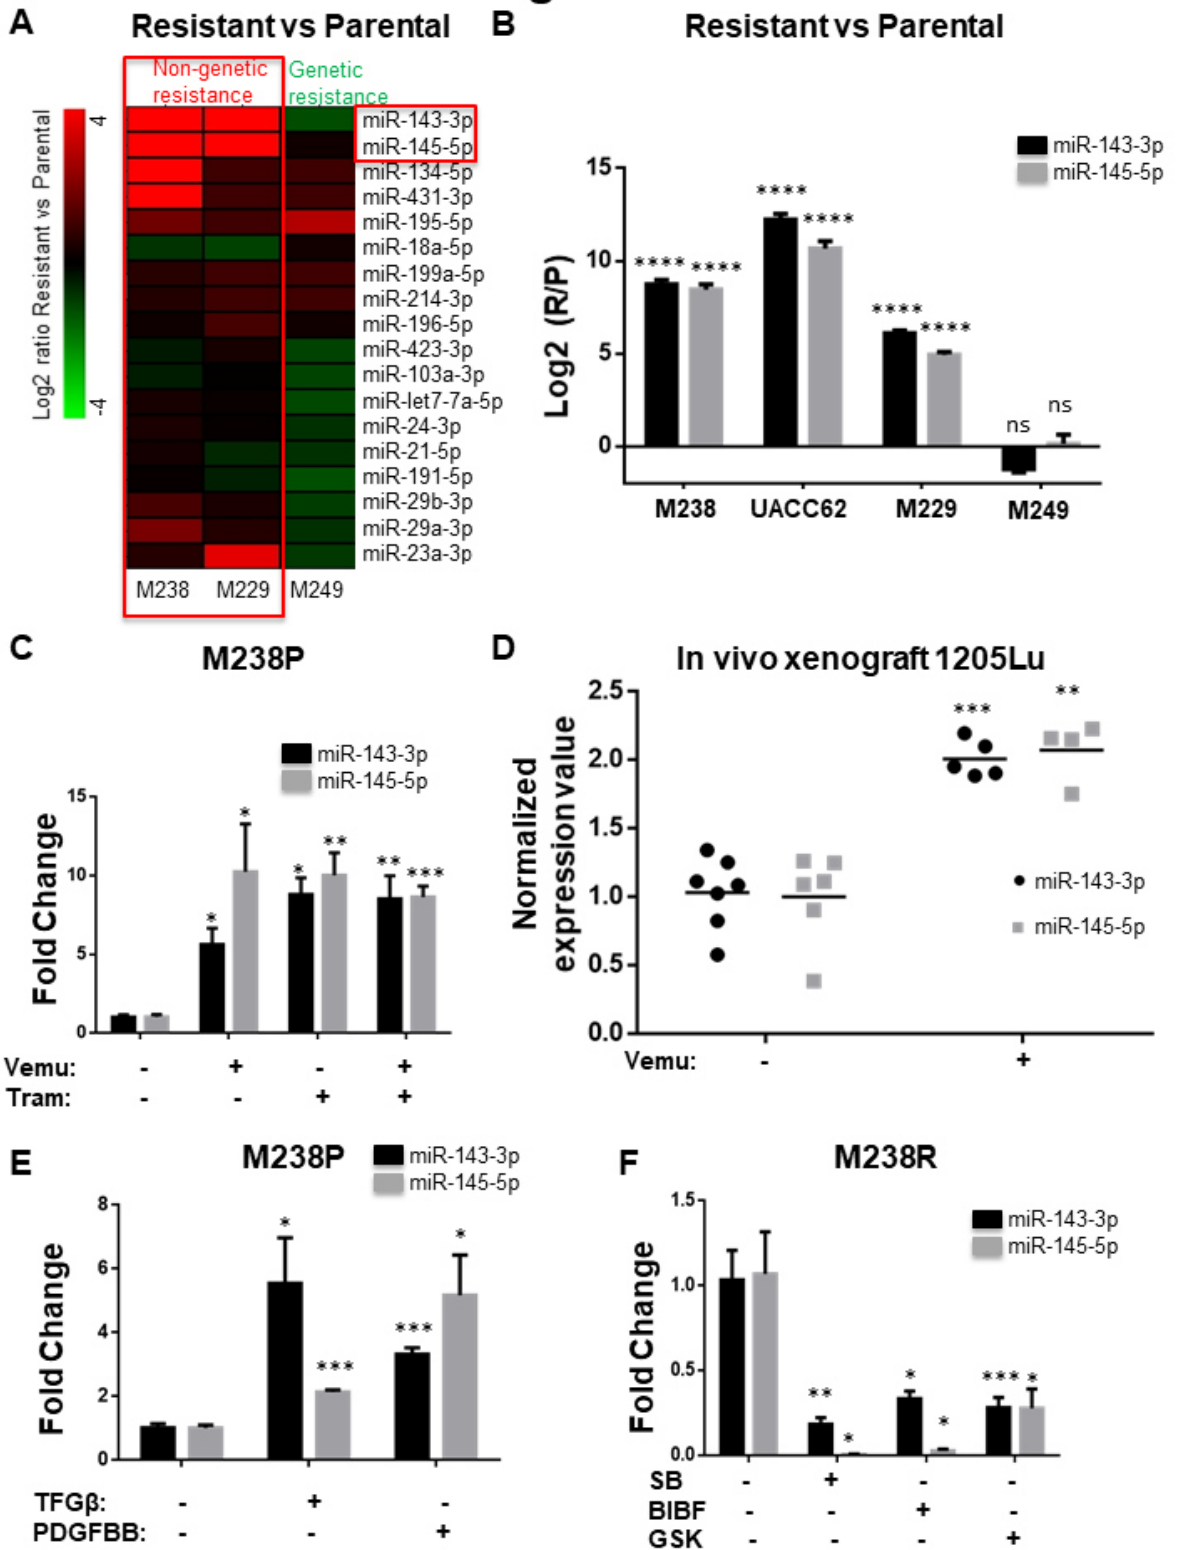 A
Resistant vs Parental
Non-genetic
resistance
Genetic
resistance
Log2 ratio Resistant vs Parental
4
-4
miR-143-3p
miR-145-5p
miR-134-5p
miR-431-3p
miR-195-5p
miR-18a-5p
miR-199a-5p
miR-214-3p
miR-196-5p
miR-423-3p
miR-103a-3p
miR-let7-7a-5p
miR-24-3p
miR-21-5p
miR-191-5p
miR-29b-3p
miR-29a-3p
miR-23a-3p
M238 M229 M249
B
Resistant vs Parental
miR-143-3p
miR-145-5p
Log2 (R/P)
15
10
5
0
**** **** **** **** **** **** ns ns
M238 UACC62 M229 M249
C
M238P
miR-143-3p
miR-145-5p
Fold Change
15
10
5
0
* * * ** ** ***
Vemu: - + - +
Tram: - - + +
D
In vivo xenograft 1205Lu
Normalized
expression value
2.5
2.0
1.5
1.0
0.5
0.0
*** **
miR-143-3p
miR-145-5p
Vemu: - +
E
M238P
miR-143-3p
miR-145-5p
Fold Change
8
6
4
2
0
* *** *** *
TFGβ: - + -
PDGFBB: - - +
F
M238R
miR-143-3p
miR-145-5p
Fold Change
1.5
1.0
0.5
0.0
** * * * *** *
SB - + - -
BIBF - - + -
GSK - - - +